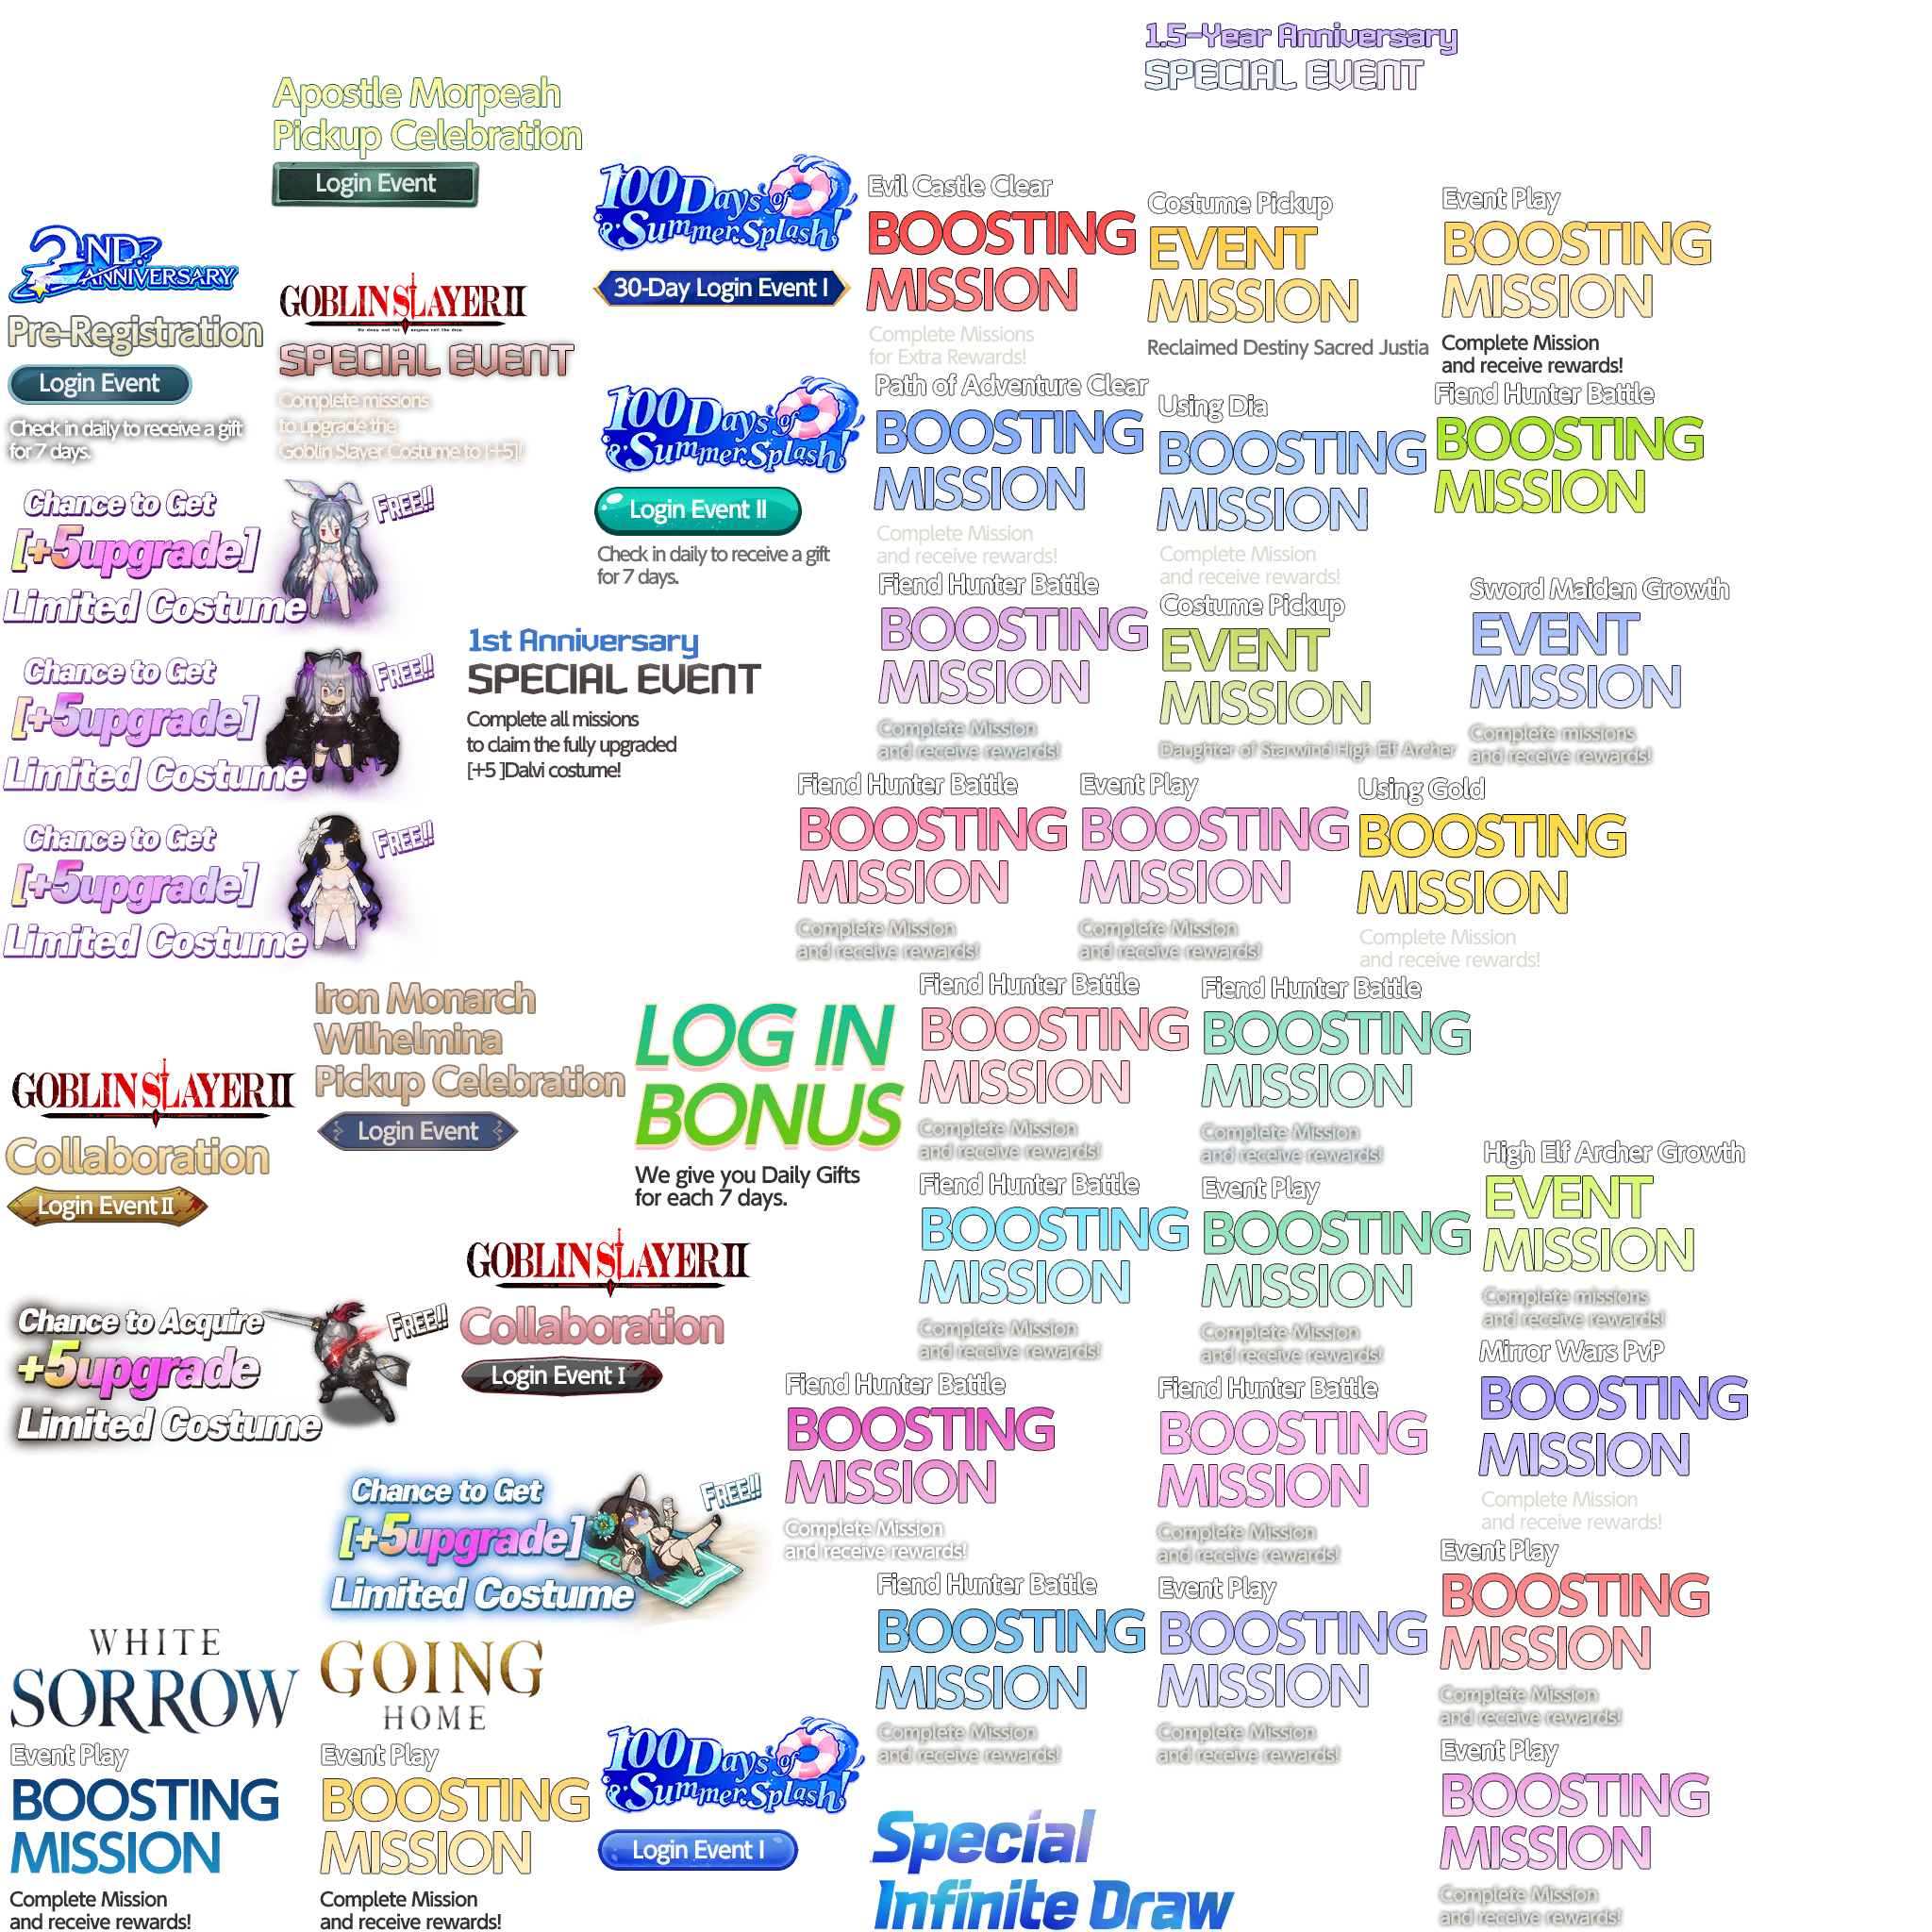 1.5-Year Anniversary
SPECIAL EVENT
Apostle Morpeah
Pickup Celebration
Login Event
2ND
ANNIVERSARY
Pre-Registration
Login Event
Check in daily to receive a gift
for 7 days.
GOBLIN SLAYER II
He does not let anyone roll the dice.
SPECIAL EVENT
Complete missions
to upgrade the
Goblin Slayer Costume to [+5]!
100 Days of
Summer Splash!
30-Day Login Event I
100 Days of
Summer Splash!
Login Event II
Check in daily to receive a gift
for 7 days.
Evil Castle Clear
BOOSTING
MISSION
Complete Missions
for Extra Rewards!
Costume Pickup
EVENT
MISSION
Reclaimed Destiny Sacred Justia
Event Play
BOOSTING
MISSION
Complete Mission
and receive rewards!
Path of Adventure Clear
BOOSTING
MISSION
Complete Mission
and receive rewards!
Using Dia
BOOSTING
MISSION
Complete Mission
and receive rewards!
Fiend Hunter Battle
BOOSTING
MISSION
Chance to Get
[+5upgrade]
Limited Costume
FREE!!
Chance to Get
[+5upgrade]
Limited Costume
FREE!!
Chance to Get
[+5upgrade]
Limited Costume
FREE!!
1st Anniversary
SPECIAL EVENT
Complete all missions
to claim the fully upgraded
[+5 ]Dalvi costume!
Fiend Hunter Battle
BOOSTING
MISSION
Complete Mission
and receive rewards!
Costume Pickup
EVENT
MISSION
Daughter of Starwind High Elf Archer
Sword Maiden Growth
EVENT
MISSION
Complete missions
and receive rewards!
Fiend Hunter Battle
BOOSTING
MISSION
Complete Mission
and receive rewards!
Event Play
BOOSTING
MISSION
Complete Mission
and receive rewards!
Using Gold
BOOSTING
MISSION
Complete Mission
and receive rewards!
GOBLIN SLAYER II
Collaboration
Login Event II
Iron Monarch
Wilhelmina
Pickup Celebration
Login Event
LOG IN
BONUS
We give you Daily Gifts
for each 7 days.
Fiend Hunter Battle
BOOSTING
MISSION
Complete Mission
and receive rewards!
Fiend Hunter Battle
BOOSTING
MISSION
Complete Mission
and receive rewards!
Fiend Hunter Battle
BOOSTING
MISSION
Complete Mission
and receive rewards!
Event Play
BOOSTING
MISSION
Complete Mission
and receive rewards!
High Elf Archer Growth
EVENT
MISSION
Complete missions
and receive rewards!
GOBLIN SLAYER II
Collaboration
Login Event I
Chance to Acquire
+5upgrade
Limited Costume
FREE!!
Chance to Get
[+5upgrade]
Limited Costume
FREE!!
Fiend Hunter Battle
BOOSTING
MISSION
Complete Mission
and receive rewards!
Fiend Hunter Battle
BOOSTING
MISSION
Complete Mission
and receive rewards!
Mirror Wars PvP
BOOSTING
MISSION
Complete Mission
and receive rewards!
Fiend Hunter Battle
BOOSTING
MISSION
Complete Mission
and receive rewards!
Event Play
BOOSTING
MISSION
Complete Mission
and receive rewards!
Event Play
BOOSTING
MISSION
Complete Mission
and receive rewards!
WHITE
SORROW
Event Play
BOOSTING
MISSION
Complete Mission
and receive rewards!
GOING
HOME
Event Play
BOOSTING
MISSION
Complete Mission
and receive rewards!
100 Days of
Summer Splash!
Login Event I
Special
Infinite Draw
Event Play
BOOSTING
MISSION
Complete Mission
and receive rewards!